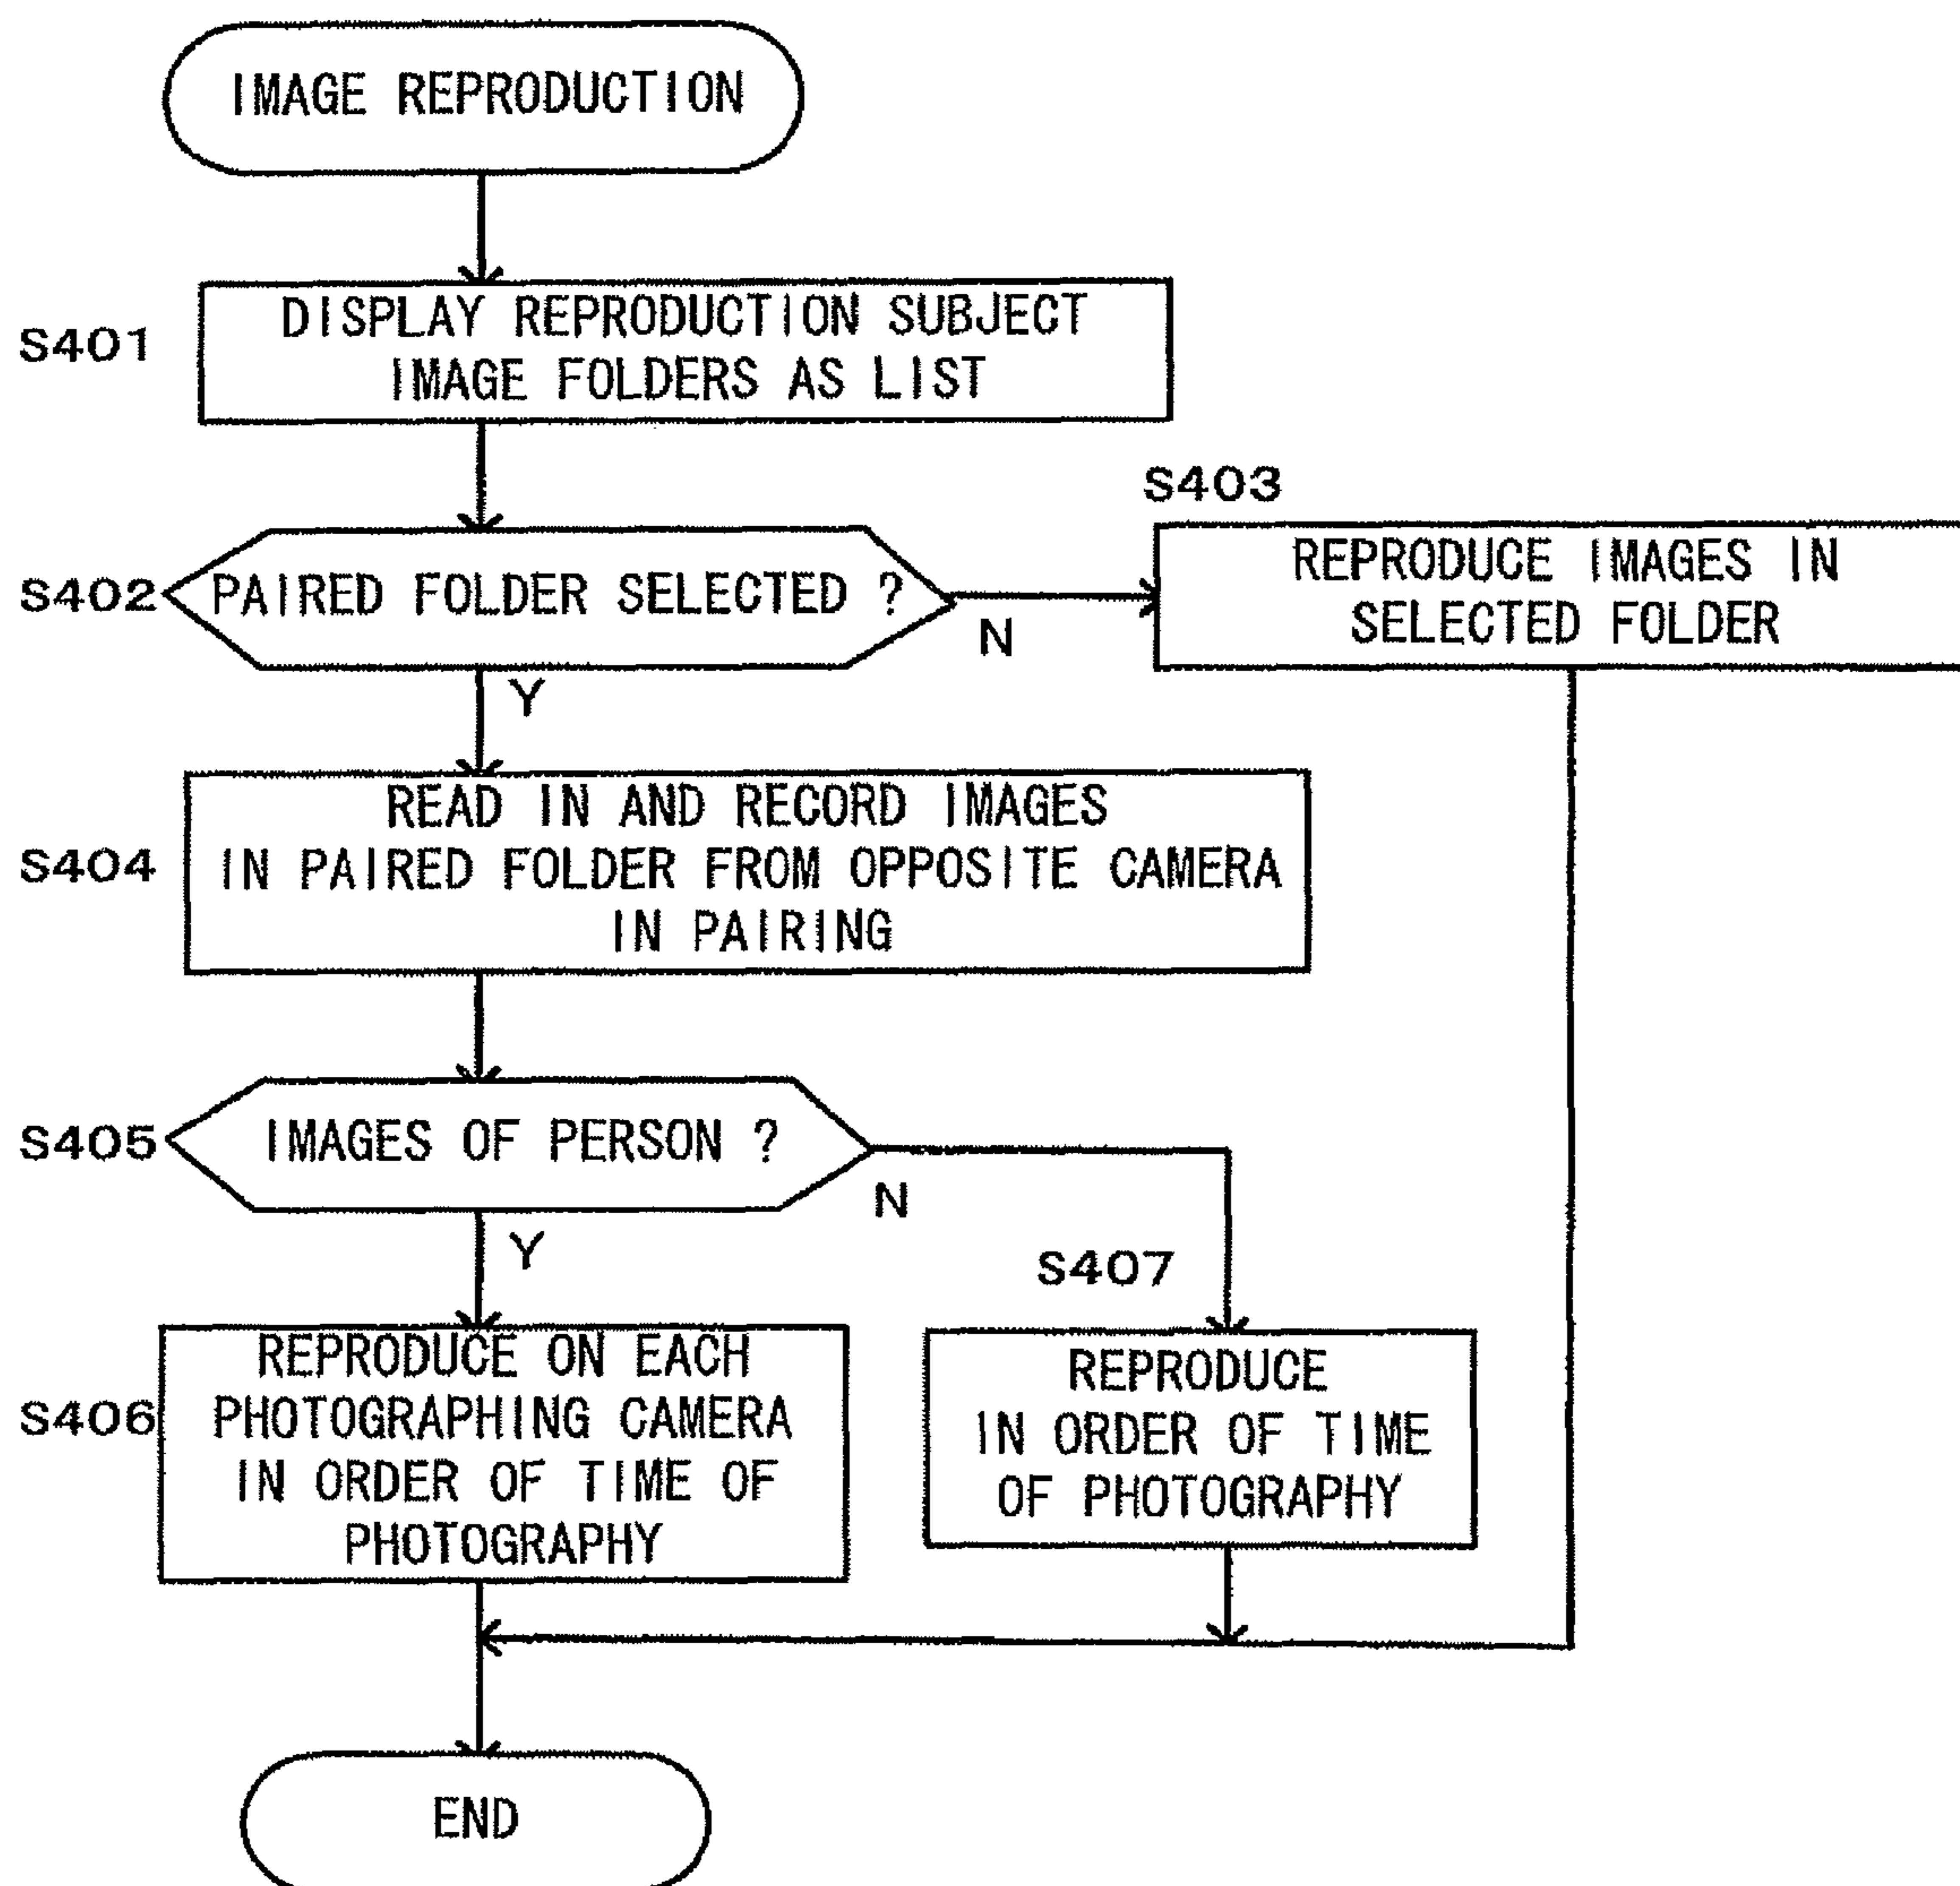 IMAGE REPRODUCTION
S401
DISPLAY REPRODUCTION SUBJECT
IMAGE FOLDERS AS LIST
S402
PAIRED FOLDER SELECTED ?
N
Y
S403
REPRODUCE IMAGES IN
SELECTED FOLDER
S404
READ IN AND RECORD IMAGES
IN PAIRED FOLDER FROM OPPOSITE CAMERA
IN PAIRING
S405
IMAGES OF PERSON ?
N
Y
S406
REPRODUCE ON EACH
PHOTOGRAPHING CAMERA
IN ORDER OF TIME OF
PHOTOGRAPHY
S407
REPRODUCE
IN ORDER OF TIME
OF PHOTOGRAPHY
END